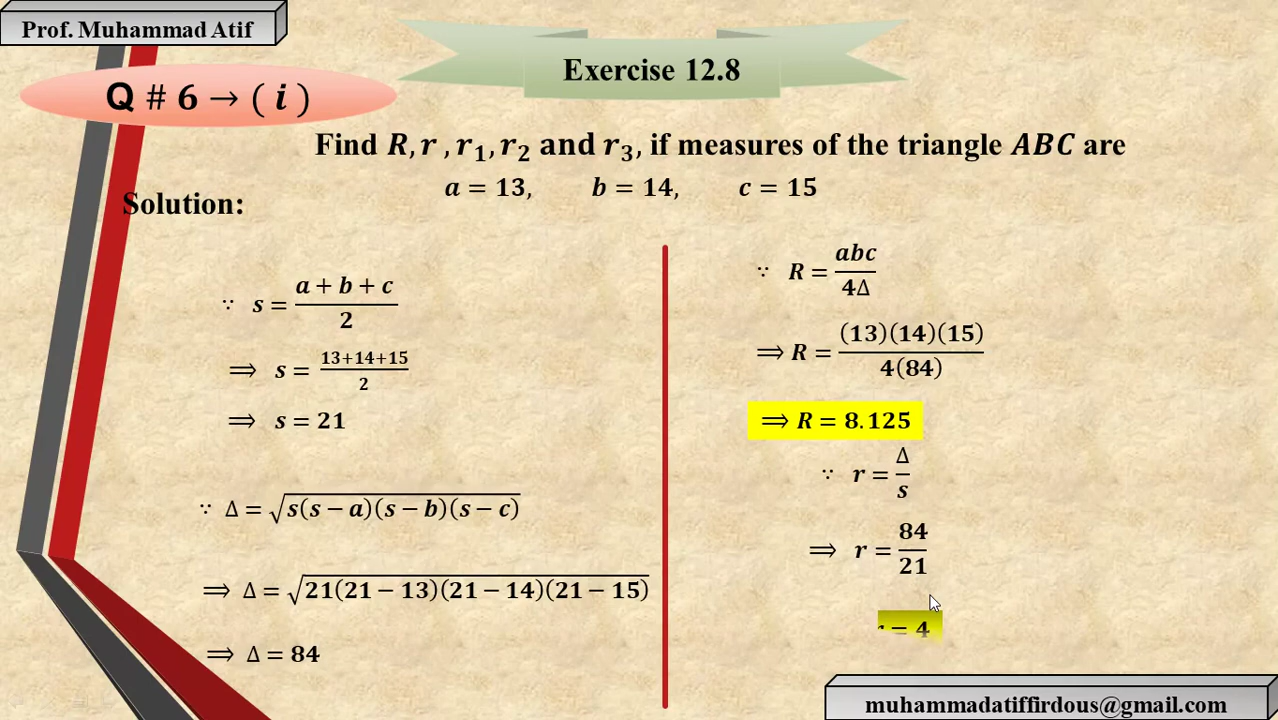 Prof. Muhammad Atif
Exercise 12.8
Q # 6 → ( i )
Find R, r , r₁, r₂ and r₃, if measures of the triangle ABC are
a = 13, b = 14, c = 15
Solution:
∵ s = (a + b + c)/2
⟹ s = (13+14+15)/2
⟹ s = 21
∵ Δ = √(s(s − a)(s − b)(s − c))
⟹ Δ = √(21(21 − 13)(21 − 14)(21 − 15))
⟹ Δ = 84
∵ R = abc/4Δ
⟹ R = (13)(14)(15)/4(84)
⟹ R = 8.125
∵ r = Δ/s
⟹ r = 84/21
= 4
muhammadatiffirdous@gmail.com